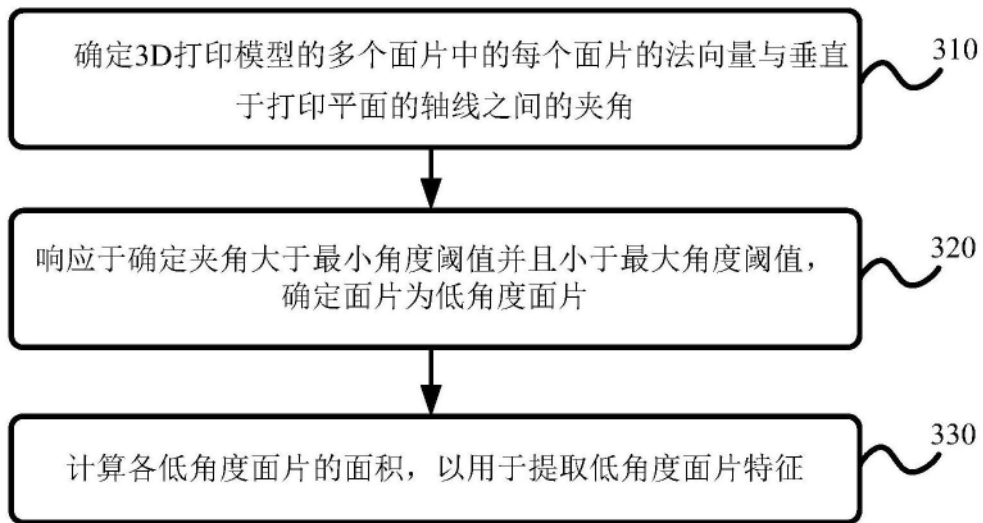 确定3D打印模型的多个面片中的每个面片的法向量与垂直
于打印平面的轴线之间的夹角
310
响应于确定夹角大于最小角度阈值并且小于最大角度阈值，
确定面片为低角度面片
320
计算各低角度面片的面积，以用于提取低角度面片特征
330